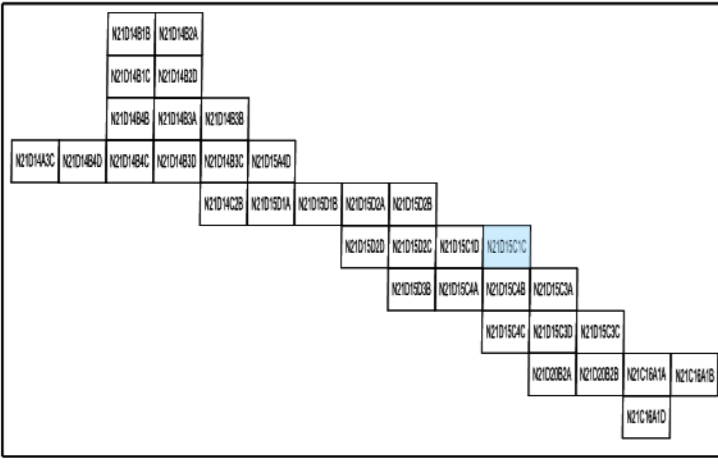 N21D14B1B N21D14B2A
N21D14B1C N21D14B2D
N21D14B4B N21D14B3A N21D14B3B
N21D14A3C N21D14B4D N21D14B4C N21D14B3D N21D14B3C N21D15A4D
N21D14C2B N21D15D1A N21D15D1B N21D15D2A N21D15D2B
N21D15D2D N21D15D2C N21D15C1D N21D15C1C
N21D15D3B N21D15C4A N21D15C4B N21D15C3A
N21D15C4C N21D15C3D N21D15C3C
N21D20B2A N21D20B2B N21C16A1A N21C16A1B
N21C16A1D